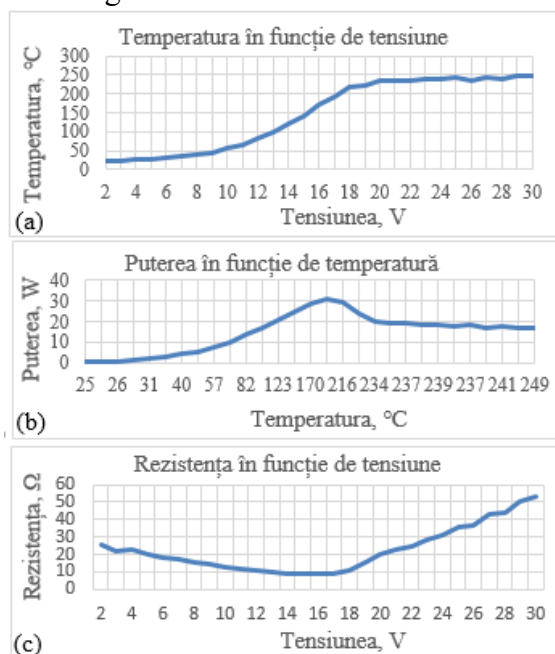 Temperatura în funcție de tensiune
Temperatura, °C
300
250
200
150
100
50
0
2 4 6 8 10 12 14 16 18 20 22 24 26 28 30
Tensiunea, V
(a)
Puterea în funcție de temperatură
Puterea, W
40
30
20
10
0
25 26 31 40 57 82 123 170 216 234 237 239 237 241 249
Temperatura, °C
(b)
Rezistența în funcție de tensiune
Rezistența, Ω
60
50
40
30
20
10
0
2 4 6 8 10 12 14 16 18 20 22 24 26 28 30
Tensiunea, V
(c)